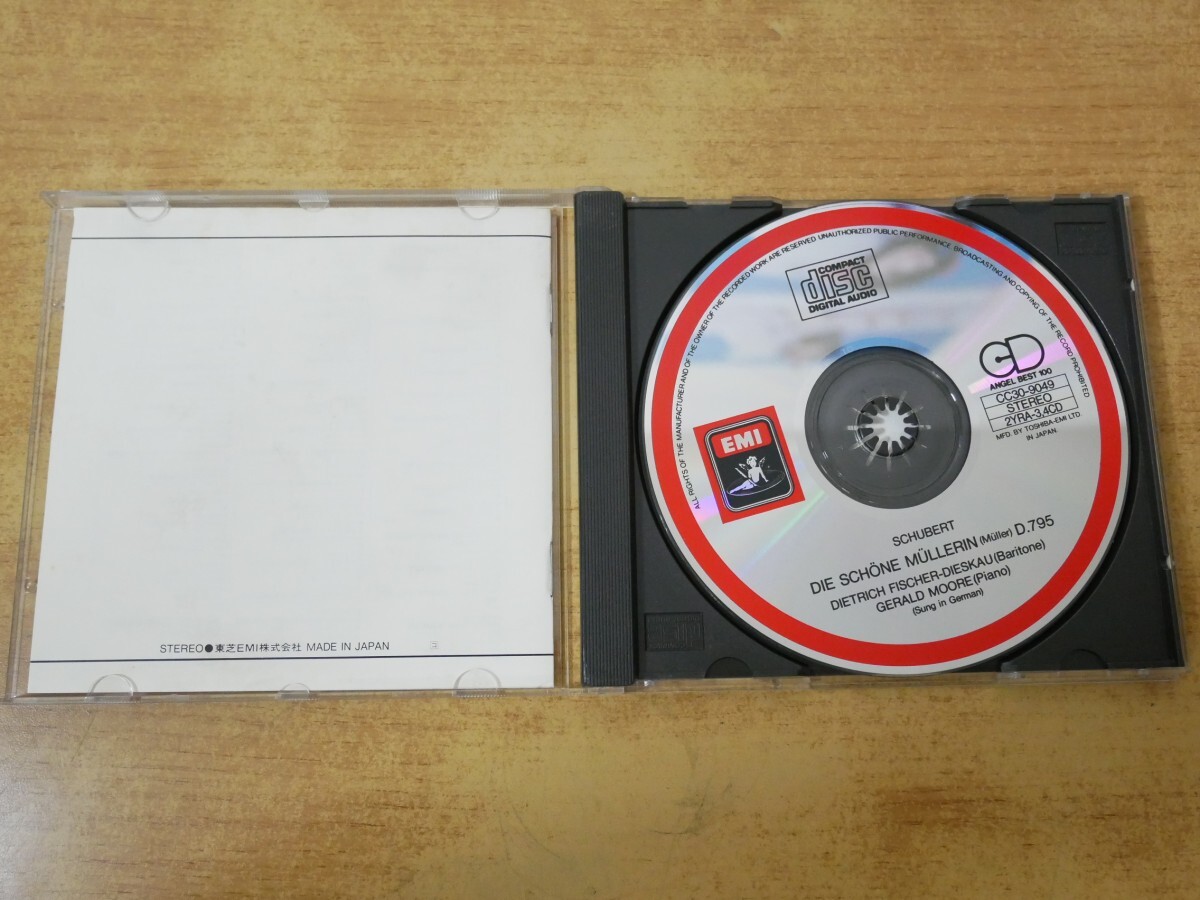 STEREO●東芝EMI株式会社 MADE IN JAPAN ㋵
ALL RIGHTS OF THE MANUFACTURER AND OF THE OWNER OF THE RECORDED WORK ARE RESERVED UNAUTHORIZED PUBLIC PERFORMANCE BROADCASTING AND COPYING OF THE RECORD PROHIBITED
COMPACT
disc
DIGITAL AUDIO
CD
ANGEL BEST 100
CC30-9049
STEREO
2YRA-3,4CD
MFD. BY TOSHIBA-EMI LTD.
IN JAPAN.
EMI
SCHUBERT
DIE SCHÖNE MÜLLERIN (Müller) D.795
DIETRICH FISCHER-DIESKAU (Baritone)
GERALD MOORE (Piano)
(Sung in German)